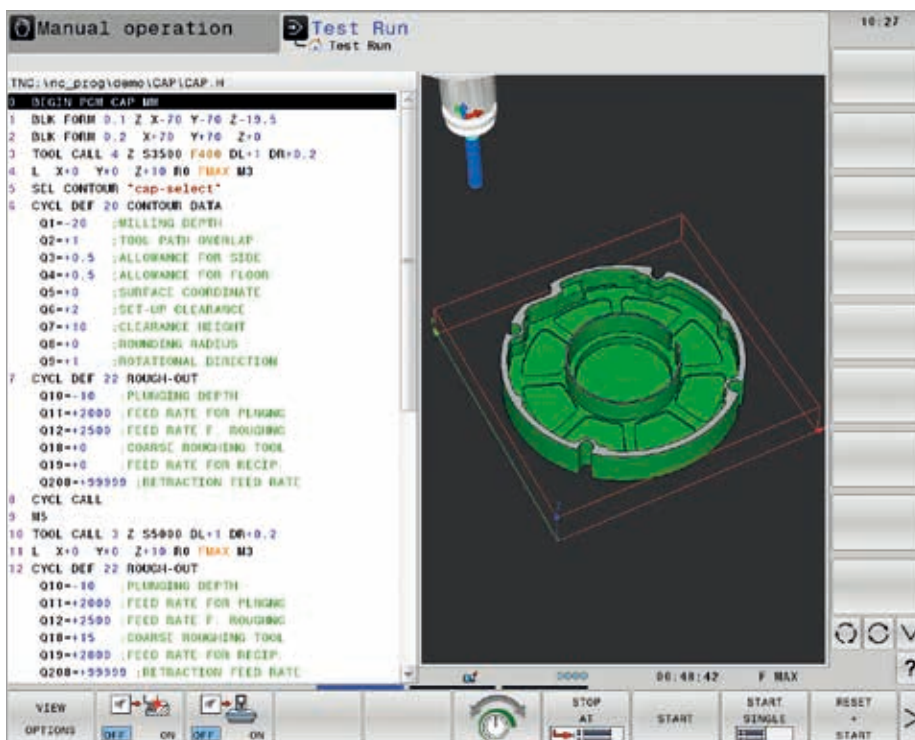 Manual operation
Test Run
Test Run
10:27
TNC:\nc_prog\demo\CAP\CAP.H
0 BEGIN PGM CAP MM
1 BLK FORM 0.1 Z X-70 Y-70 Z-19.5
2 BLK FORM 0.2 X+70 Y+70 Z+0
3 TOOL CALL 4 Z S3500 F400 DL+1 DR+0.2
4 L X+0 Y+0 Z+10 R0 FMAX M3
5 SEL CONTOUR "cap-select"
6 CYCL DEF 20 CONTOUR DATA
Q1=-20 ;MILLING DEPTH
Q2=+1 ;TOOL PATH OVERLAP
Q3=+0.5 ;ALLOWANCE FOR SIDE
Q4=+0.5 ;ALLOWANCE FOR FLOOR
Q5=+0 ;SURFACE COORDINATE
Q6=+2 ;SET-UP CLEARANCE
Q7=+10 ;CLEARANCE HEIGHT
Q8=+0 ;ROUNDING RADIUS
Q9=+1 ;ROTATIONAL DIRECTION
7 CYCL DEF 22 ROUGH-OUT
Q10=-10 ;PLUNGING DEPTH
Q11=+2000 ;FEED RATE FOR PLNGNG
Q12=+2500 ;FEED RATE F. ROUGHNG
Q18=+0 ;COARSE ROUGHING TOOL
Q19=+0 ;FEED RATE FOR RECIP.
Q208=+99999 ;RETRACTION FEED RATE
8 CYCL CALL
9 M5
10 TOOL CALL 3 Z S5000 DL+1 DR+0.2
11 L X+0 Y+0 Z+10 R0 FMAX M3
12 CYCL DEF 22 ROUGH-OUT
Q10=-10 ;PLUNGING DEPTH
Q11=+2000 ;FEED RATE FOR PLNGNG
Q12=+2500 ;FEED RATE F. ROUGHNG
Q18=+15 ;COARSE ROUGHING TOOL
Q19=+2000 ;FEED RATE FOR RECIP.
Q208=+99999 ;RETRACTION FEED RATE
00:48:42 F MAX
VIEW OPTIONS
OFF ON
OFF ON
STOP AT
START
START SINGLE
RESET + START
?